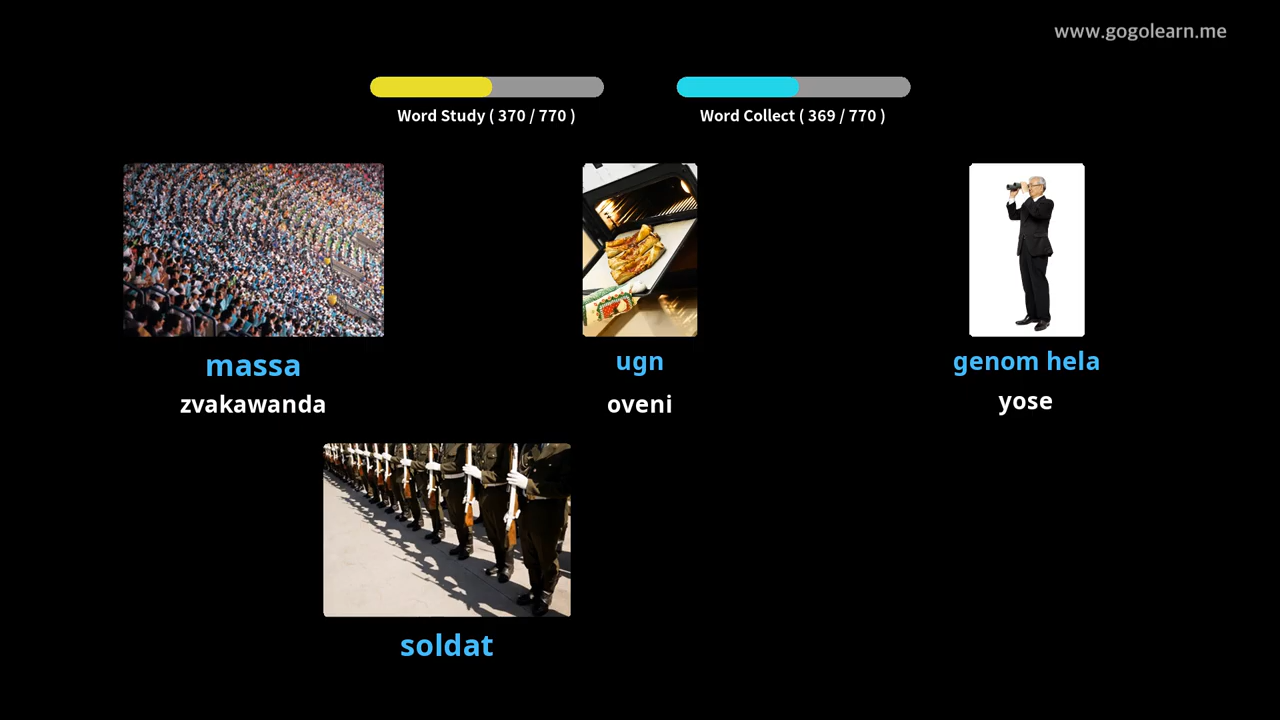 www.gogolearn.me
Word Study ( 370 / 770 )
Word Collect ( 369 / 770 )
massa
zvakawanda
ugn
oveni
genom hela
yose
soldat